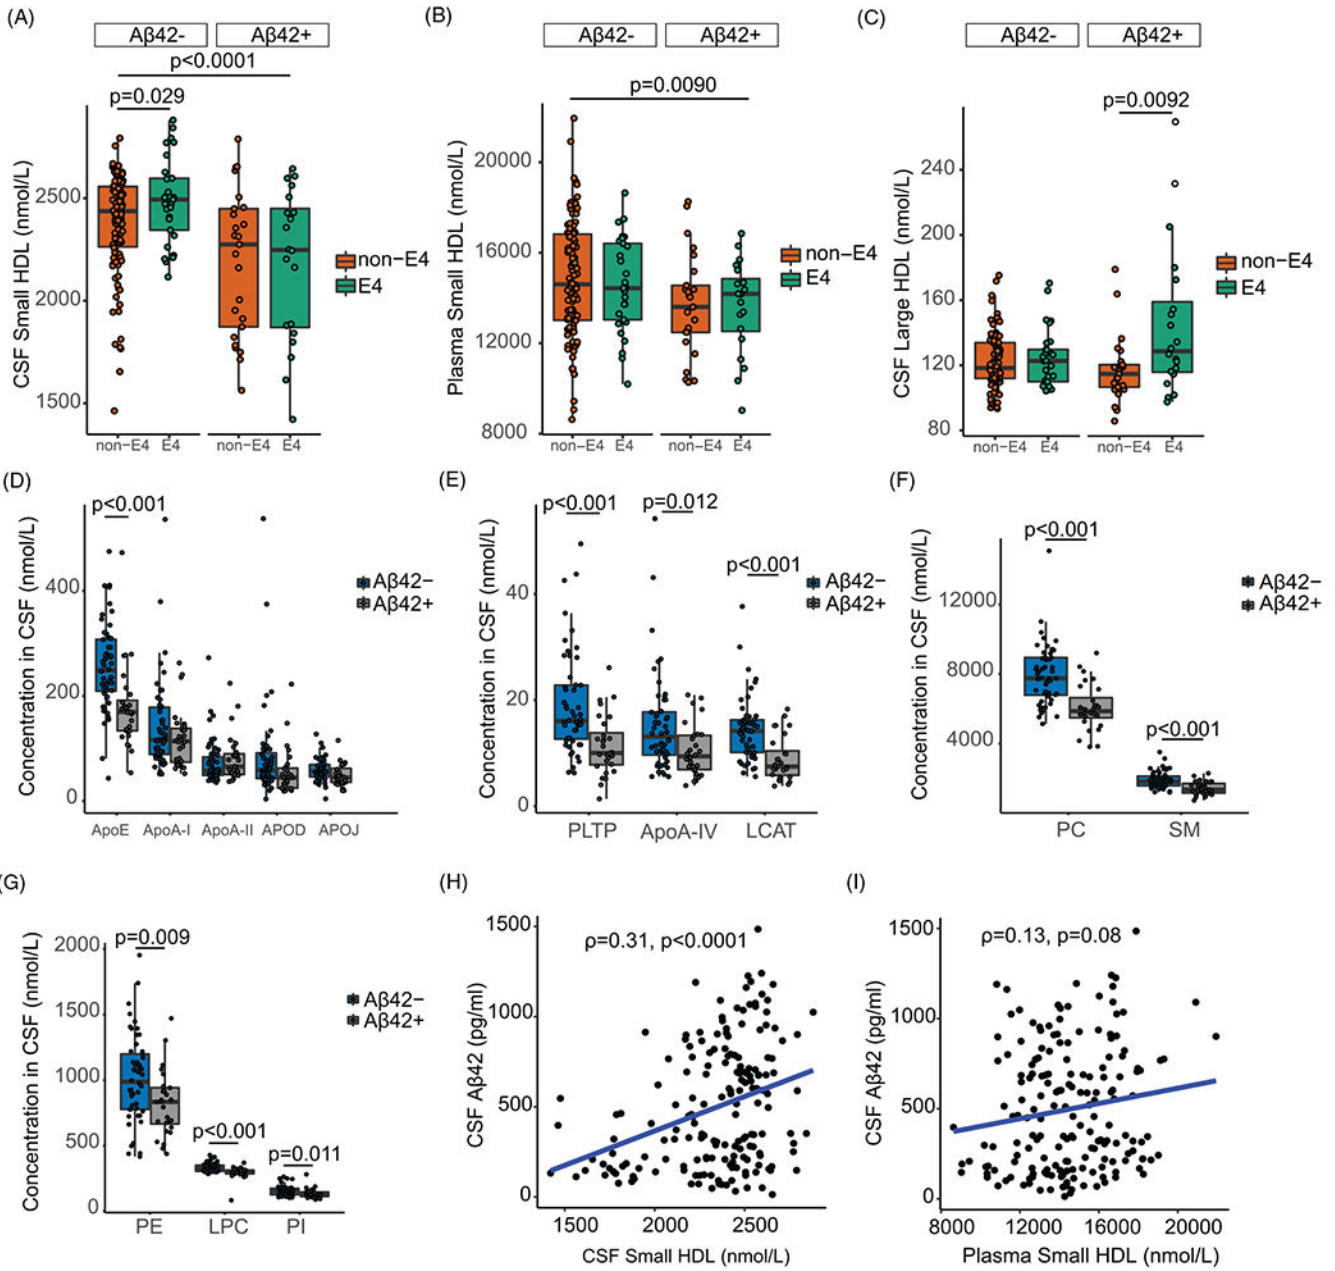 (A)
Aβ42-
Aβ42+
p<0.0001
p=0.029
CSF Small HDL (nmol/L)
2500
2000
1500
non-E4
E4
non-E4
E4
non-E4
E4
(B)
Aβ42-
Aβ42+
p=0.0090
Plasma Small HDL (nmol/L)
20000
16000
12000
8000
non-E4
E4
non-E4
E4
non-E4
E4
(C)
Aβ42-
Aβ42+
p=0.0092
CSF Large HDL (nmol/L)
240
200
160
120
80
non-E4
E4
non-E4
E4
non-E4
E4
(D)
p<0.001
Concentration in CSF (nmol/L)
400
200
0
ApoE
ApoA-I
ApoA-II
APOD
APOJ
Aβ42-
Aβ42+
(E)
p<0.001
p=0.012
p<0.001
Concentration in CSF (nmol/L)
40
20
0
PLTP
ApoA-IV
LCAT
Aβ42-
Aβ42+
(F)
p<0.001
p<0.001
Concentration in CSF (nmol/L)
12000
8000
4000
PC
SM
Aβ42-
Aβ42+
(G)
p=0.009
p<0.001
p=0.011
Concentration in CSF (nmol/L)
2000
1500
1000
500
0
PE
LPC
PI
Aβ42-
Aβ42+
(H)
ρ=0.31, p<0.0001
CSF Aβ42 (pg/ml)
1500
1000
500
0
1500
2000
2500
CSF Small HDL (nmol/L)
(I)
ρ=0.13, p=0.08
CSF Aβ42 (pg/ml)
1500
1000
500
0
8000
12000
16000
20000
Plasma Small HDL (nmol/L)